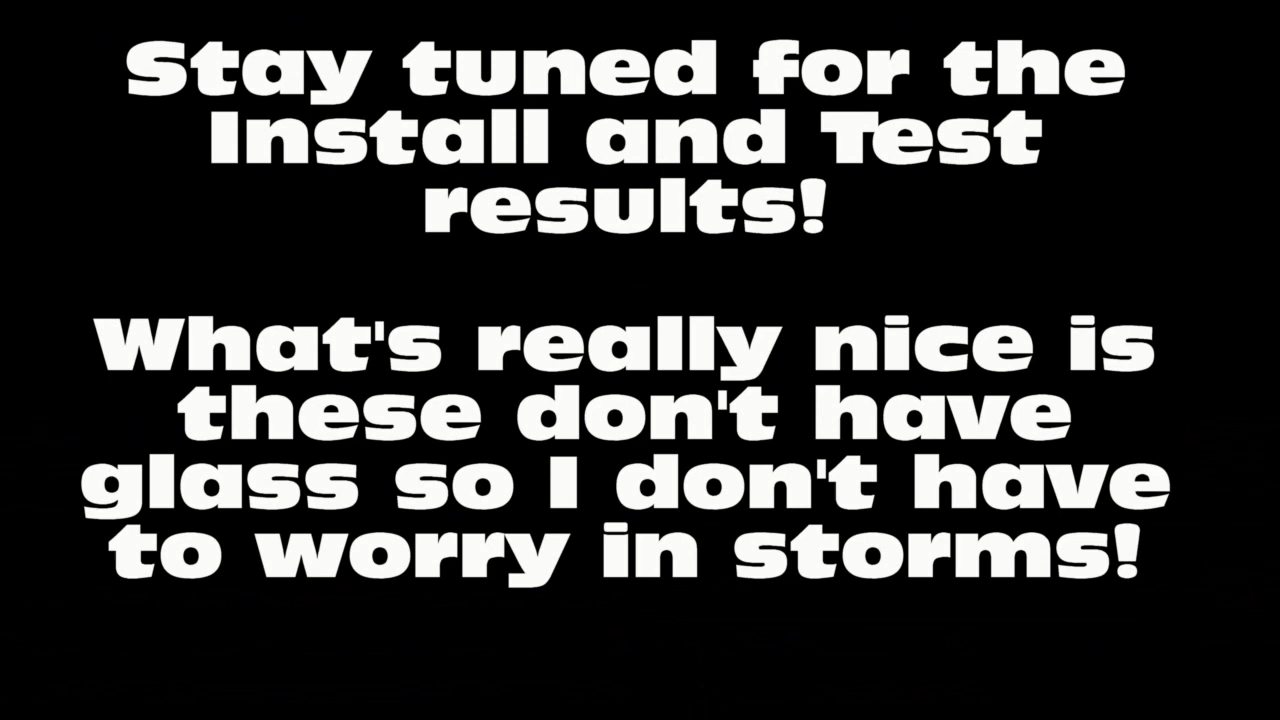 Stay tuned for the
Install and Test
results!
What's really nice is
these don't have
glass so I don't have
to worry in storms!